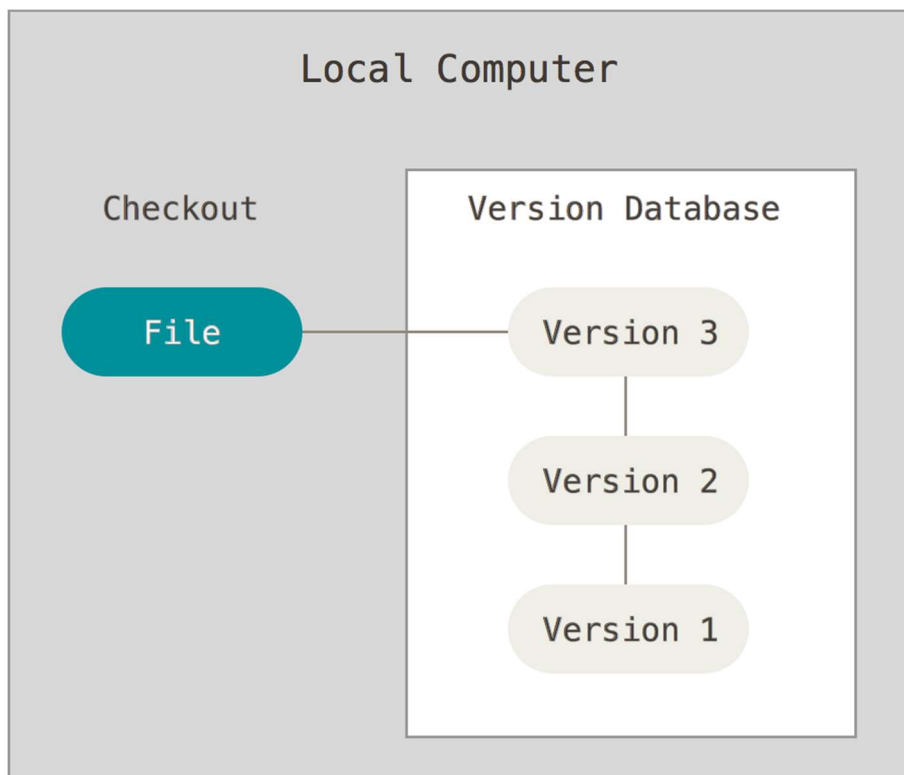 Local Computer
Checkout
Version Database
File
Version 3
Version 2
Version 1